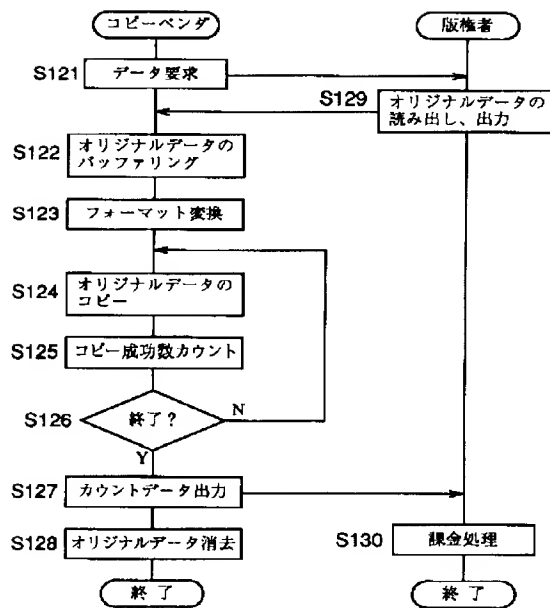 コピーベンダ
版権者
S121
データ要求
S129
オリジナルデータの
読み出し、出力
S122
オリジナルデータの
バッファリング
S123
フォーマット変換
S124
オリジナルデータの
コピー
S125
コピー成功数カウント
S126
終了?
N
Y
S127
カウントデータ出力
S128
オリジナルデータ消去
S130
課金処理
終了
終了